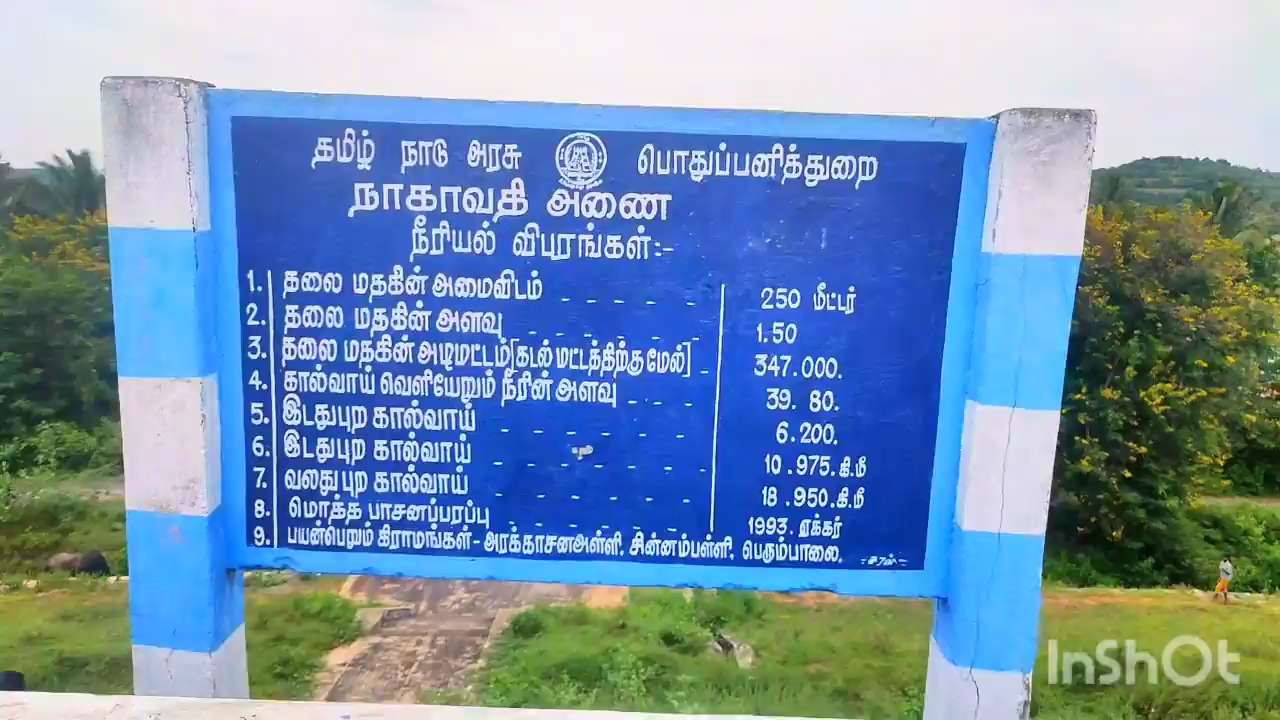 தமிழ் நாடு அரசு பொதுப்பனித்துறை
நாகாவதி அணை
நீரியல் விபரங்கள்:-
1. தலை மதகின் அமைவிடம் _ _ _ _ _ 250 மீட்டர்
2. தலை மதகின் அளவு _ _ _ _ _ _ 1.50
3. தலை மதகின் அடிமட்டம்[கடல் மட்டத்திற்கு மேல்] _ 347.000.
4. கால்வாய் வெளியேறும் நீரின் அளவு _ _ _ 39. 80.
5. இடதுபுற கால்வாய் _ _ _ _ _ _ _ 6.200.
6. இடதுபுற கால்வாய் _ _ _ _ _ _ 10.975.கி.மீ
7. வலதுபுற கால்வாய் _ _ _ _ _ _ 18.950.கி.மீ
8. மொத்த பாசனப்பரப்பு _ _ _ _ _ _ 1993. ஏக்கர்
9. பயன்பெறும் கிராமங்கள்- அரக்காசனஅள்ளி. சின்னம்பள்ளி. பெரும்பாலை.
InShOt